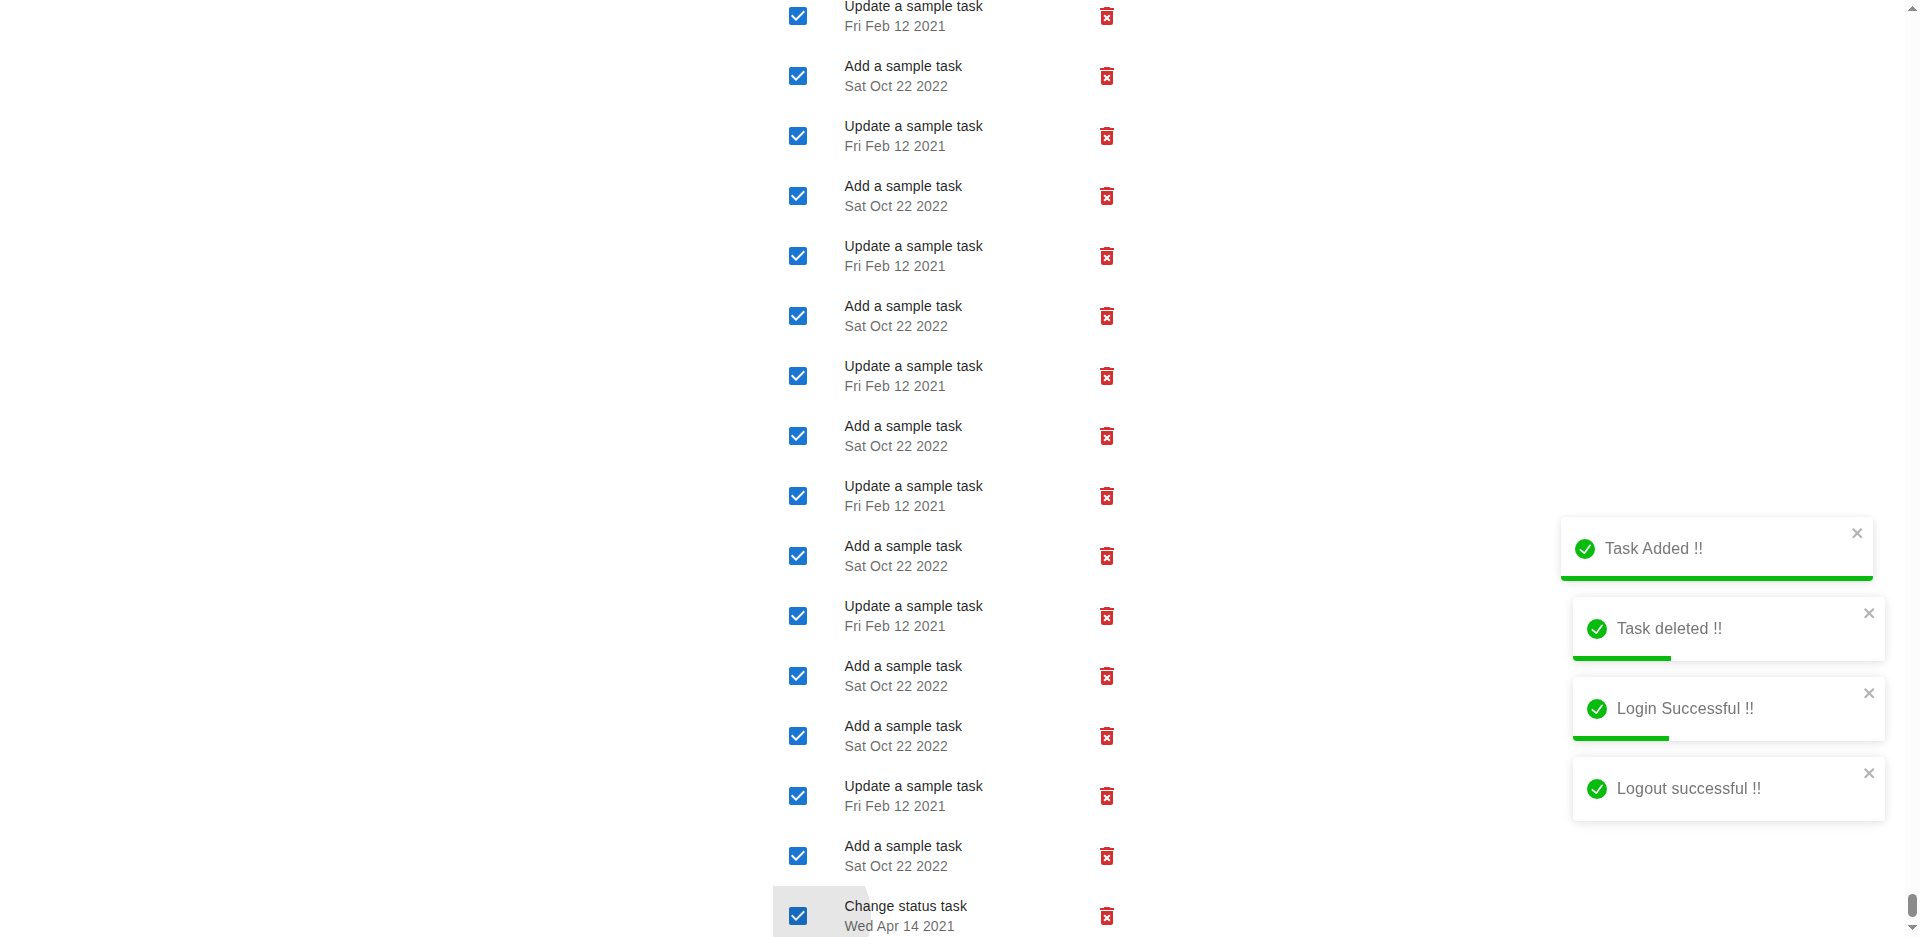 Update a sample task
Fri Feb 12 2021
Add a sample task
Sat Oct 22 2022
Update a sample task
Fri Feb 12 2021
Add a sample task
Sat Oct 22 2022
Update a sample task
Fri Feb 12 2021
Add a sample task
Sat Oct 22 2022
Update a sample task
Fri Feb 12 2021
Add a sample task
Sat Oct 22 2022
Update a sample task
Fri Feb 12 2021
Add a sample task
Sat Oct 22 2022
Update a sample task
Fri Feb 12 2021
Add a sample task
Sat Oct 22 2022
Add a sample task
Sat Oct 22 2022
Update a sample task
Fri Feb 12 2021
Add a sample task
Sat Oct 22 2022
Change status task
Wed Apr 14 2021
Task Added !!
Task deleted !!
Login Successful !!
Logout successful !!